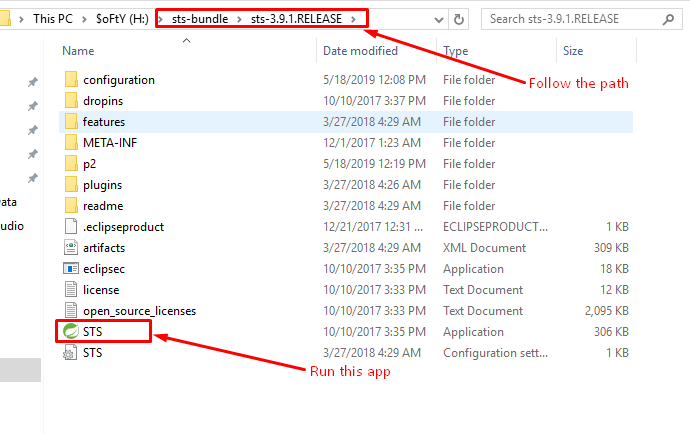 This PC > $oFtY (H:) > sts-bundle > sts-3.9.1.RELEASE >
Search sts-3.9.1.RELEASE
Name Date modified Type Size
configuration 5/18/2019 12:08 PM File folder
Follow the path
dropins 10/10/2017 3:37 PM File folder
features 3/27/2018 4:29 AM File folder
META-INF 12/1/2017 1:23 AM File folder
p2 5/18/2019 12:19 PM File folder
plugins 3/27/2018 4:26 AM File folder
readme 3/27/2018 4:29 AM File folder
.eclipseproduct 12/21/2017 12:31 ... ECLIPSEPRODUCT... 1 KB
artifacts 3/27/2018 4:29 AM XML Document 309 KB
eclipsec 10/10/2017 3:35 PM Application 18 KB
license 10/10/2017 3:33 PM Text Document 12 KB
open_source_licenses 10/10/2017 3:33 PM Text Document 2,095 KB
STS 10/10/2017 3:35 PM Application 306 KB
STS 3/27/2018 4:29 AM Configuration sett... 1 KB
Run this app
ata
udio